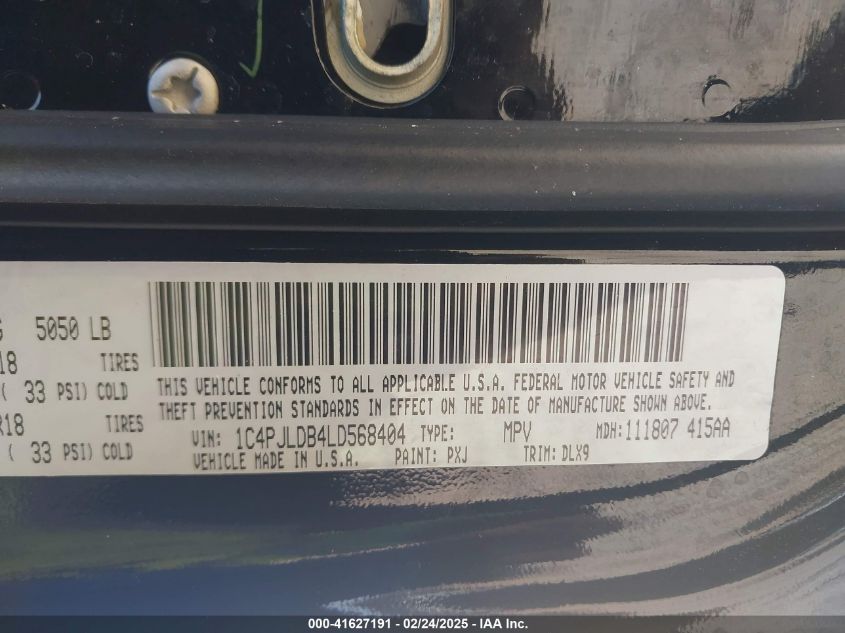 G 5050 LB
18 TIRES
( 33 PSI) COLD
R18 TIRES
( 33 PSI) COLD
THIS VEHICLE CONFORMS TO ALL APPLICABLE U.S.A. FEDERAL MOTOR VEHICLE SAFETY AND
THEFT PREVENTION STANDARDS IN EFFECT ON THE DATE OF MANUFACTURE SHOWN ABOVE.
VIN: 1C4PJLDB4LD568404 TYPE: MPV MDH:111807 415AA
VEHICLE MADE IN U.S.A. PAINT: PXJ TRIM: DLX9
000-41627191 - 02/24/2025 - IAA Inc.